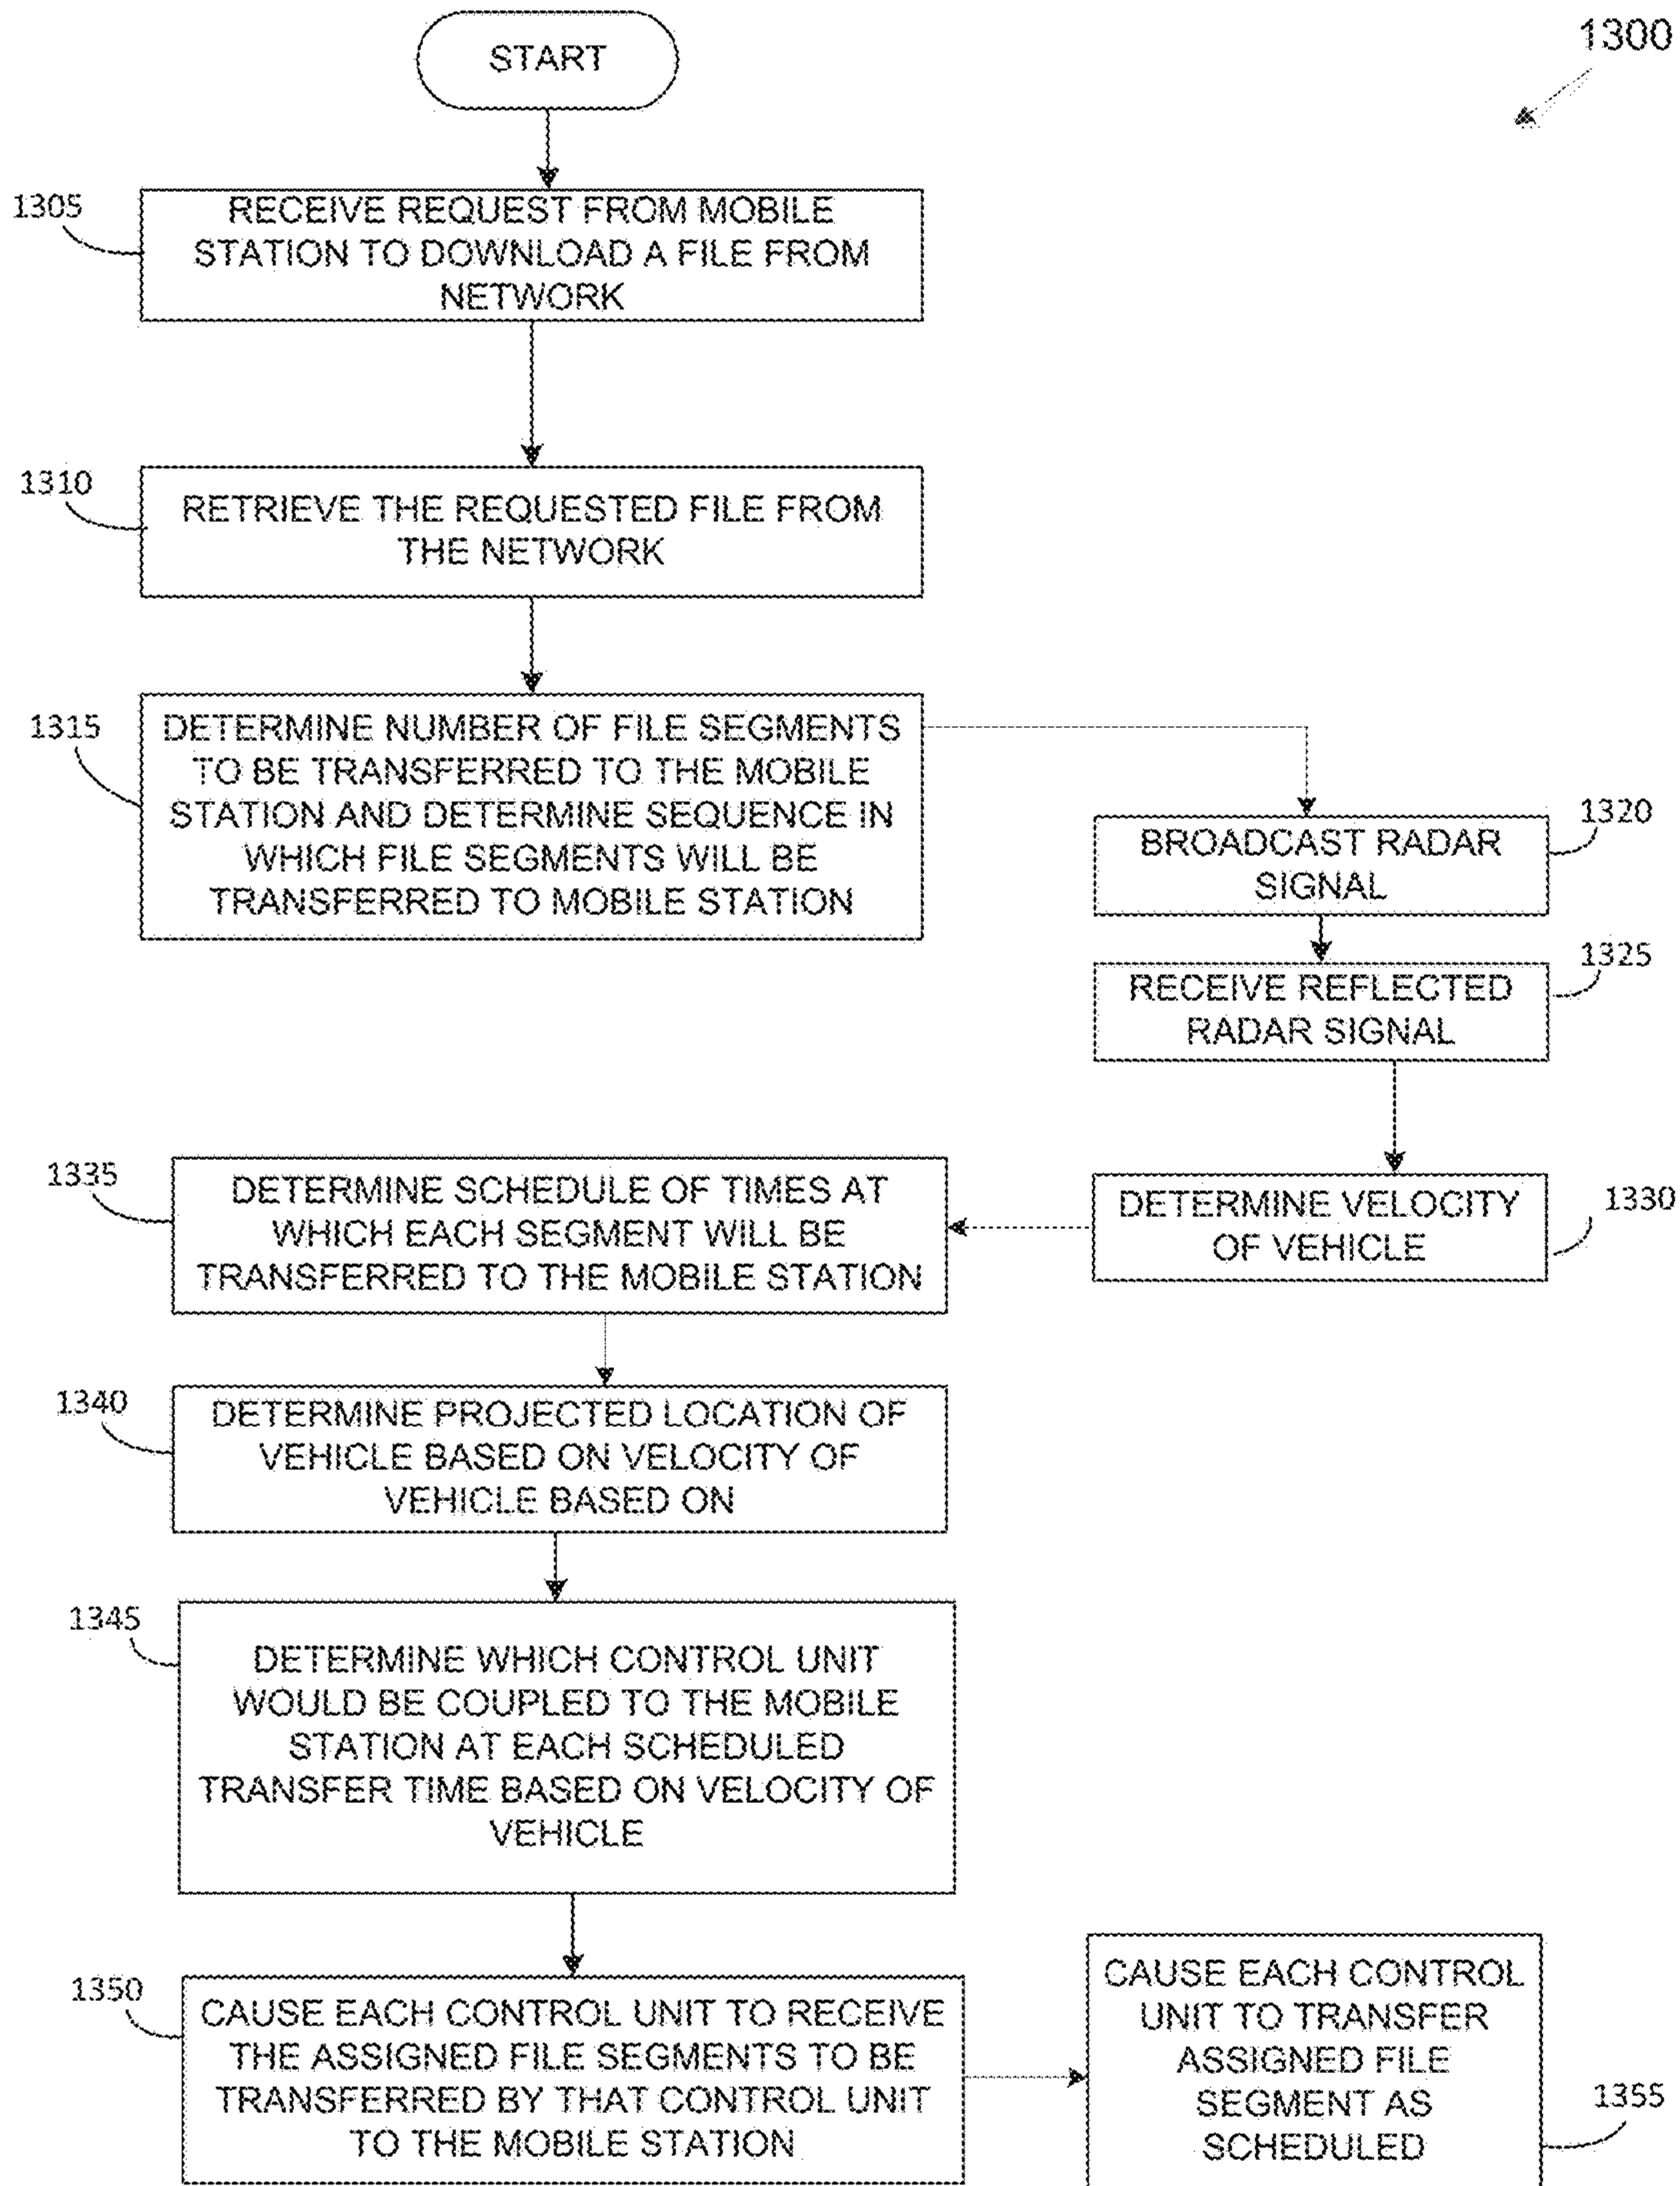 START
1300
1305
RECEIVE REQUEST FROM MOBILE
STATION TO DOWNLOAD A FILE FROM
NETWORK
1310
RETRIEVE THE REQUESTED FILE FROM
THE NETWORK
1315
DETERMINE NUMBER OF FILE SEGMENTS
TO BE TRANSFERRED TO THE MOBILE
STATION AND DETERMINE SEQUENCE IN
WHICH FILE SEGMENTS WILL BE
TRANSFERRED TO MOBILE STATION
1320
BROADCAST RADAR
SIGNAL
1325
RECEIVE REFLECTED
RADAR SIGNAL
1330
DETERMINE VELOCITY
OF VEHICLE
1335
DETERMINE SCHEDULE OF TIMES AT
WHICH EACH SEGMENT WILL BE
TRANSFERRED TO THE MOBILE STATION
1340
DETERMINE PROJECTED LOCATION OF
VEHICLE BASED ON VELOCITY OF
VEHICLE BASED ON
1345
DETERMINE WHICH CONTROL UNIT
WOULD BE COUPLED TO THE MOBILE
STATION AT EACH SCHEDULED
TRANSFER TIME BASED ON VELOCITY OF
VEHICLE
1350
CAUSE EACH CONTROL UNIT TO RECEIVE
THE ASSIGNED FILE SEGMENTS TO BE
TRANSFERRED BY THAT CONTROL UNIT
TO THE MOBILE STATION
CAUSE EACH CONTROL
UNIT TO TRANSFER
ASSIGNED FILE
SEGMENT AS
SCHEDULED
1355